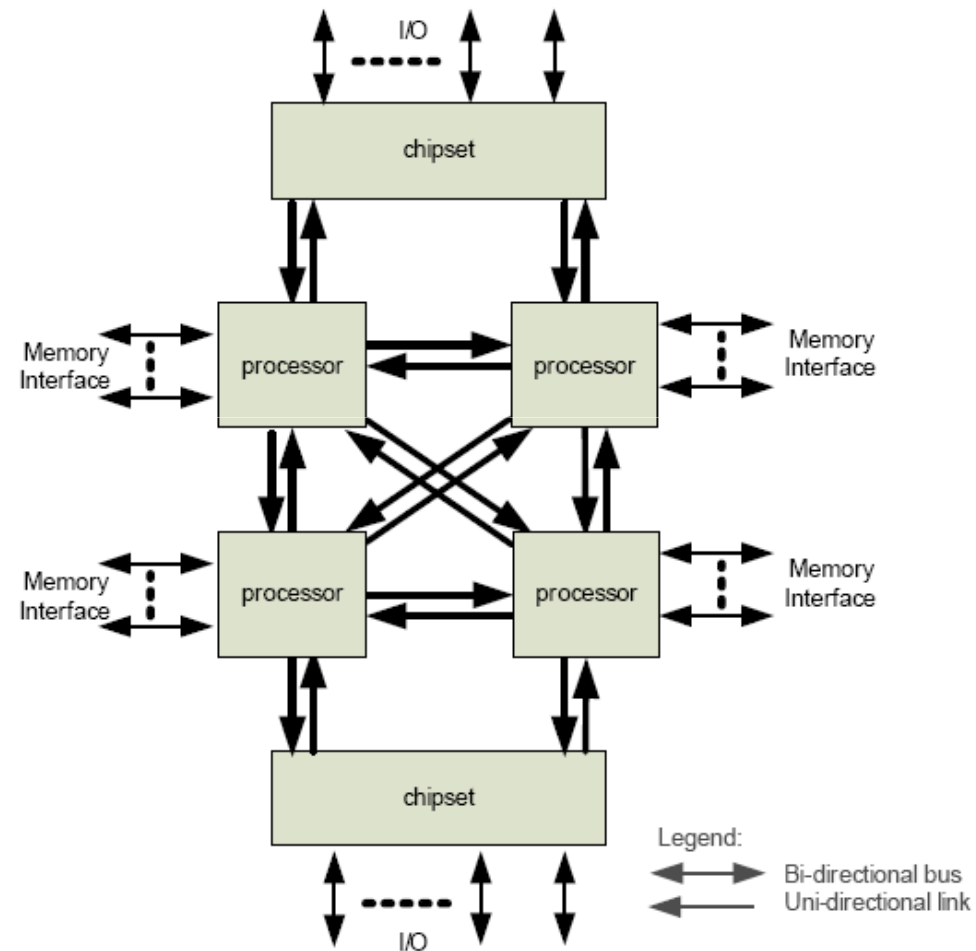 I/O
chipset
Memory
Interface
processor
processor
Memory
Interface
Memory
Interface
processor
processor
Memory
Interface
chipset
Legend:
Bi-directional bus
Uni-directional link
I/O